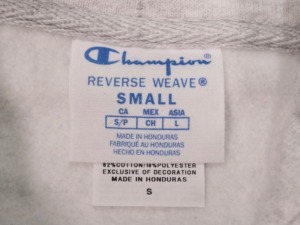 Champion
REVERSE WEAVE®
SMALL
CA MEX ASIA
S/P CH L
MADE IN HONDURAS
FABRIQUÉ AU HONDURAS
HECHO EN HONDURAS
82%COTTON/18%POLYESTER
EXCLUSIVE OF DECORATION
MADE IN HONDURAS
S